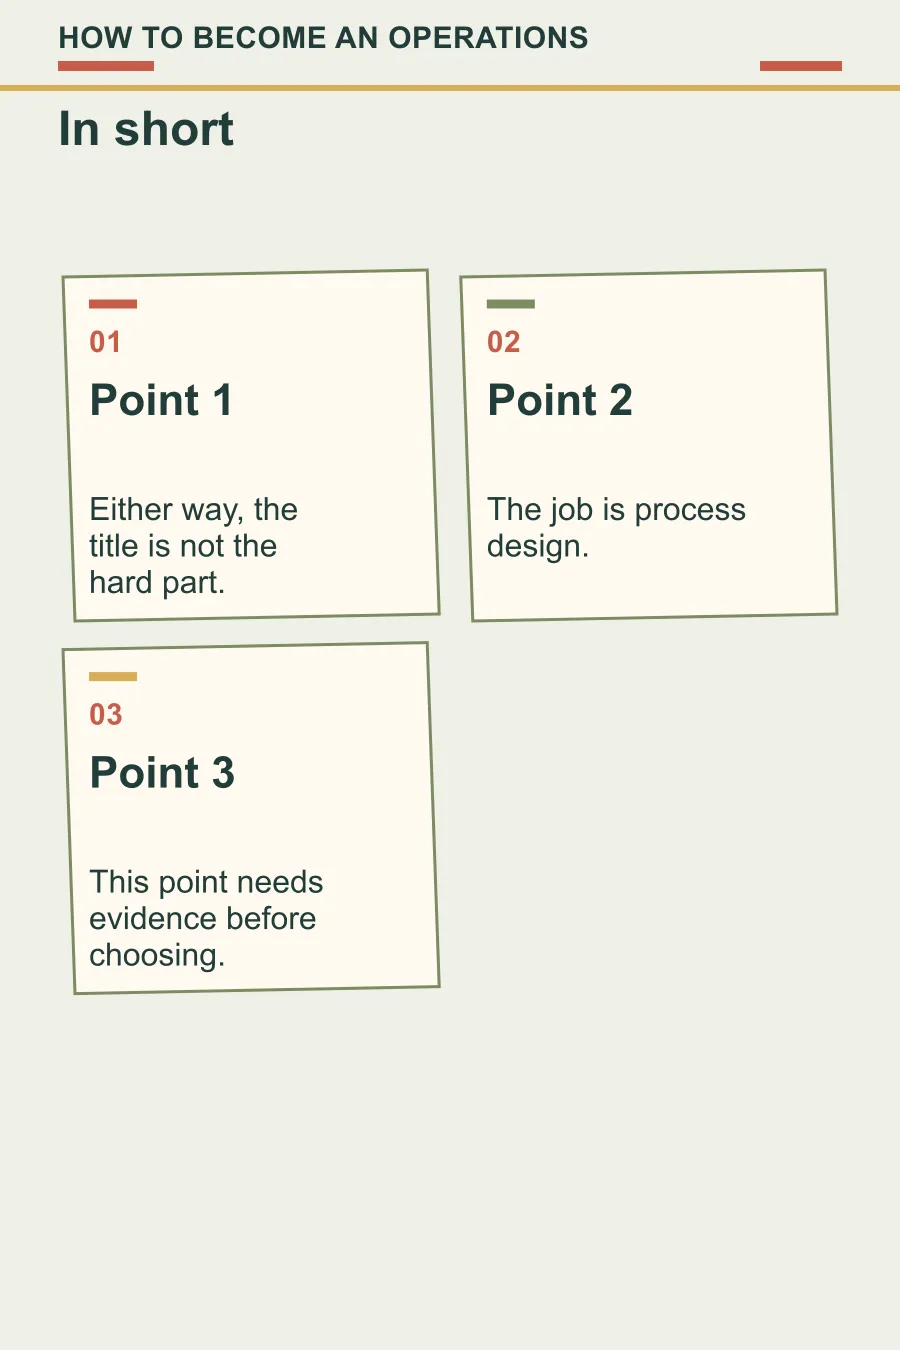 HOW TO BECOME AN OPERATIONS
In short
01
Point 1
Either way, the
title is not the
hard part.
02
Point 2
The job is process
design.
03
Point 3
This point needs
evidence before
choosing.